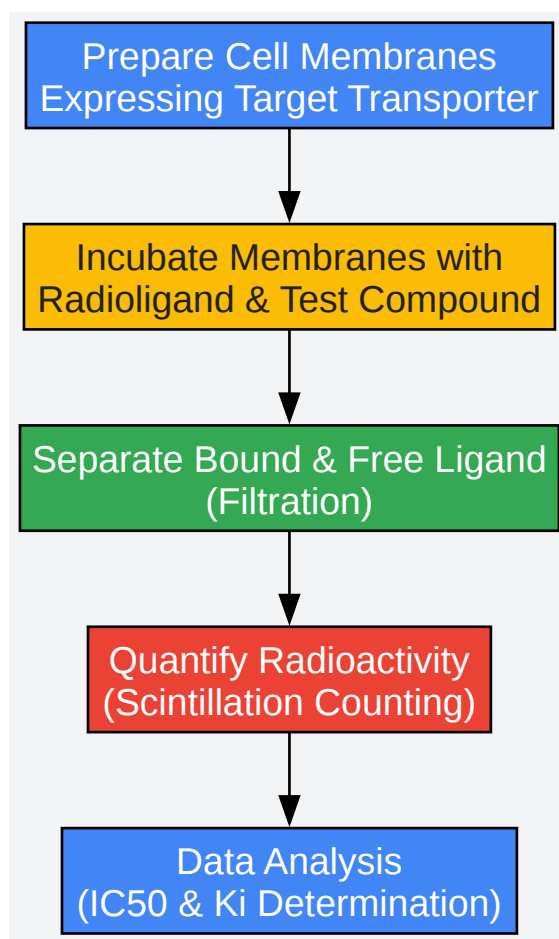 Prepare Cell Membranes
Expressing Target Transporter
Incubate Membranes with
Radioligand & Test Compound
Separate Bound & Free Ligand
(Filtration)
Quantify Radioactivity
(Scintillation Counting)
Data Analysis
(IC50 & Ki Determination)